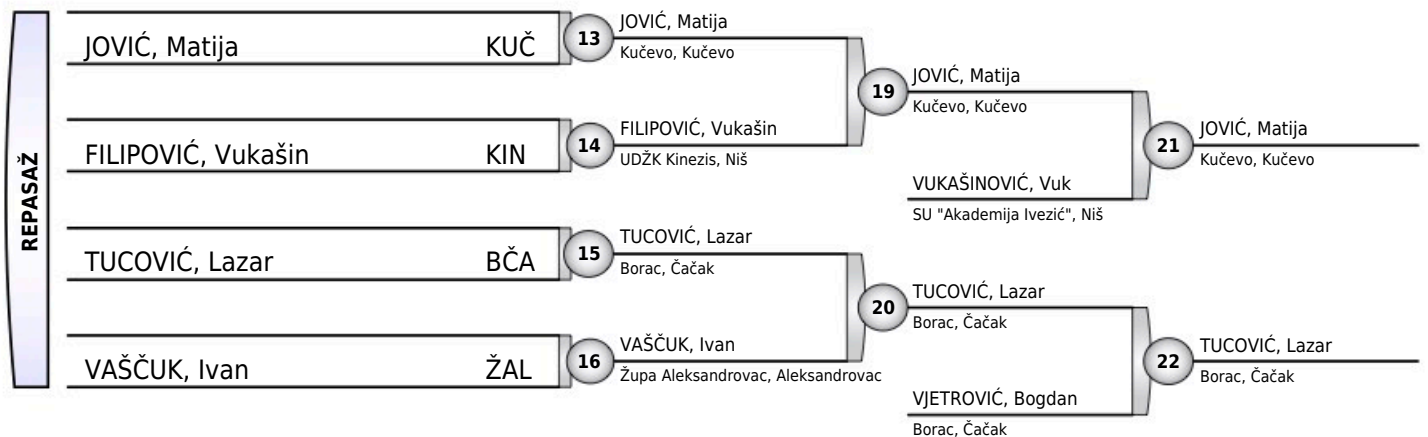 REPASAŽ
JOVIĆ, Matija KUČ
13
JOVIĆ, Matija
Kučevo, Kučevo
FILIPOVIĆ, Vukašin KIN
14
FILIPOVIĆ, Vukašin
UDŽK Kinezis, Niš
19
JOVIĆ, Matija
Kučevo, Kučevo
VUKAŠINOVIĆ, Vuk
SU "Akademija Ivezić", Niš
21
JOVIĆ, Matija
Kučevo, Kučevo
TUCOVIĆ, Lazar BČA
15
TUCOVIĆ, Lazar
Borac, Čačak
VAŠČUK, Ivan ŽAL
16
VAŠČUK, Ivan
Župa Aleksandrovac, Aleksandrovac
20
TUCOVIĆ, Lazar
Borac, Čačak
VJETROVIĆ, Bogdan
Borac, Čačak
22
TUCOVIĆ, Lazar
Borac, Čačak